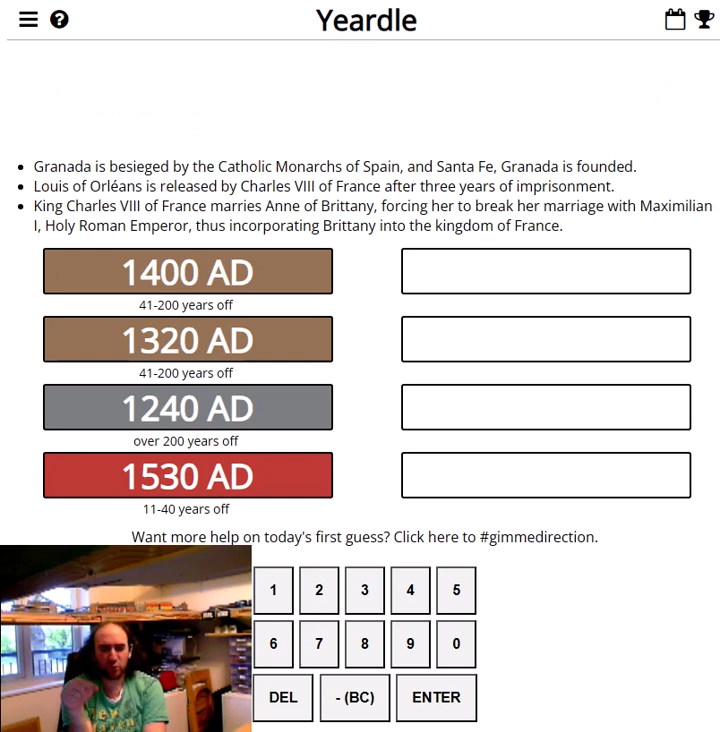 Yeardle
Granada is besieged by the Catholic Monarchs of Spain, and Santa Fe, Granada is founded.
Louis of Orléans is released by Charles VIII of France after three years of imprisonment.
King Charles VIII of France marries Anne of Brittany, forcing her to break her marriage with Maximilian
I, Holy Roman Emperor, thus incorporating Brittany into the kingdom of France.
1400 AD
41-200 years off
1320 AD
41-200 years off
1240 AD
over 200 years off
1530 AD
11-40 years off
Want more help on today's first guess? Click here to #gimmedirection.
1 2 3 4 5
6 7 8 9 0
DEL - (BC) ENTER